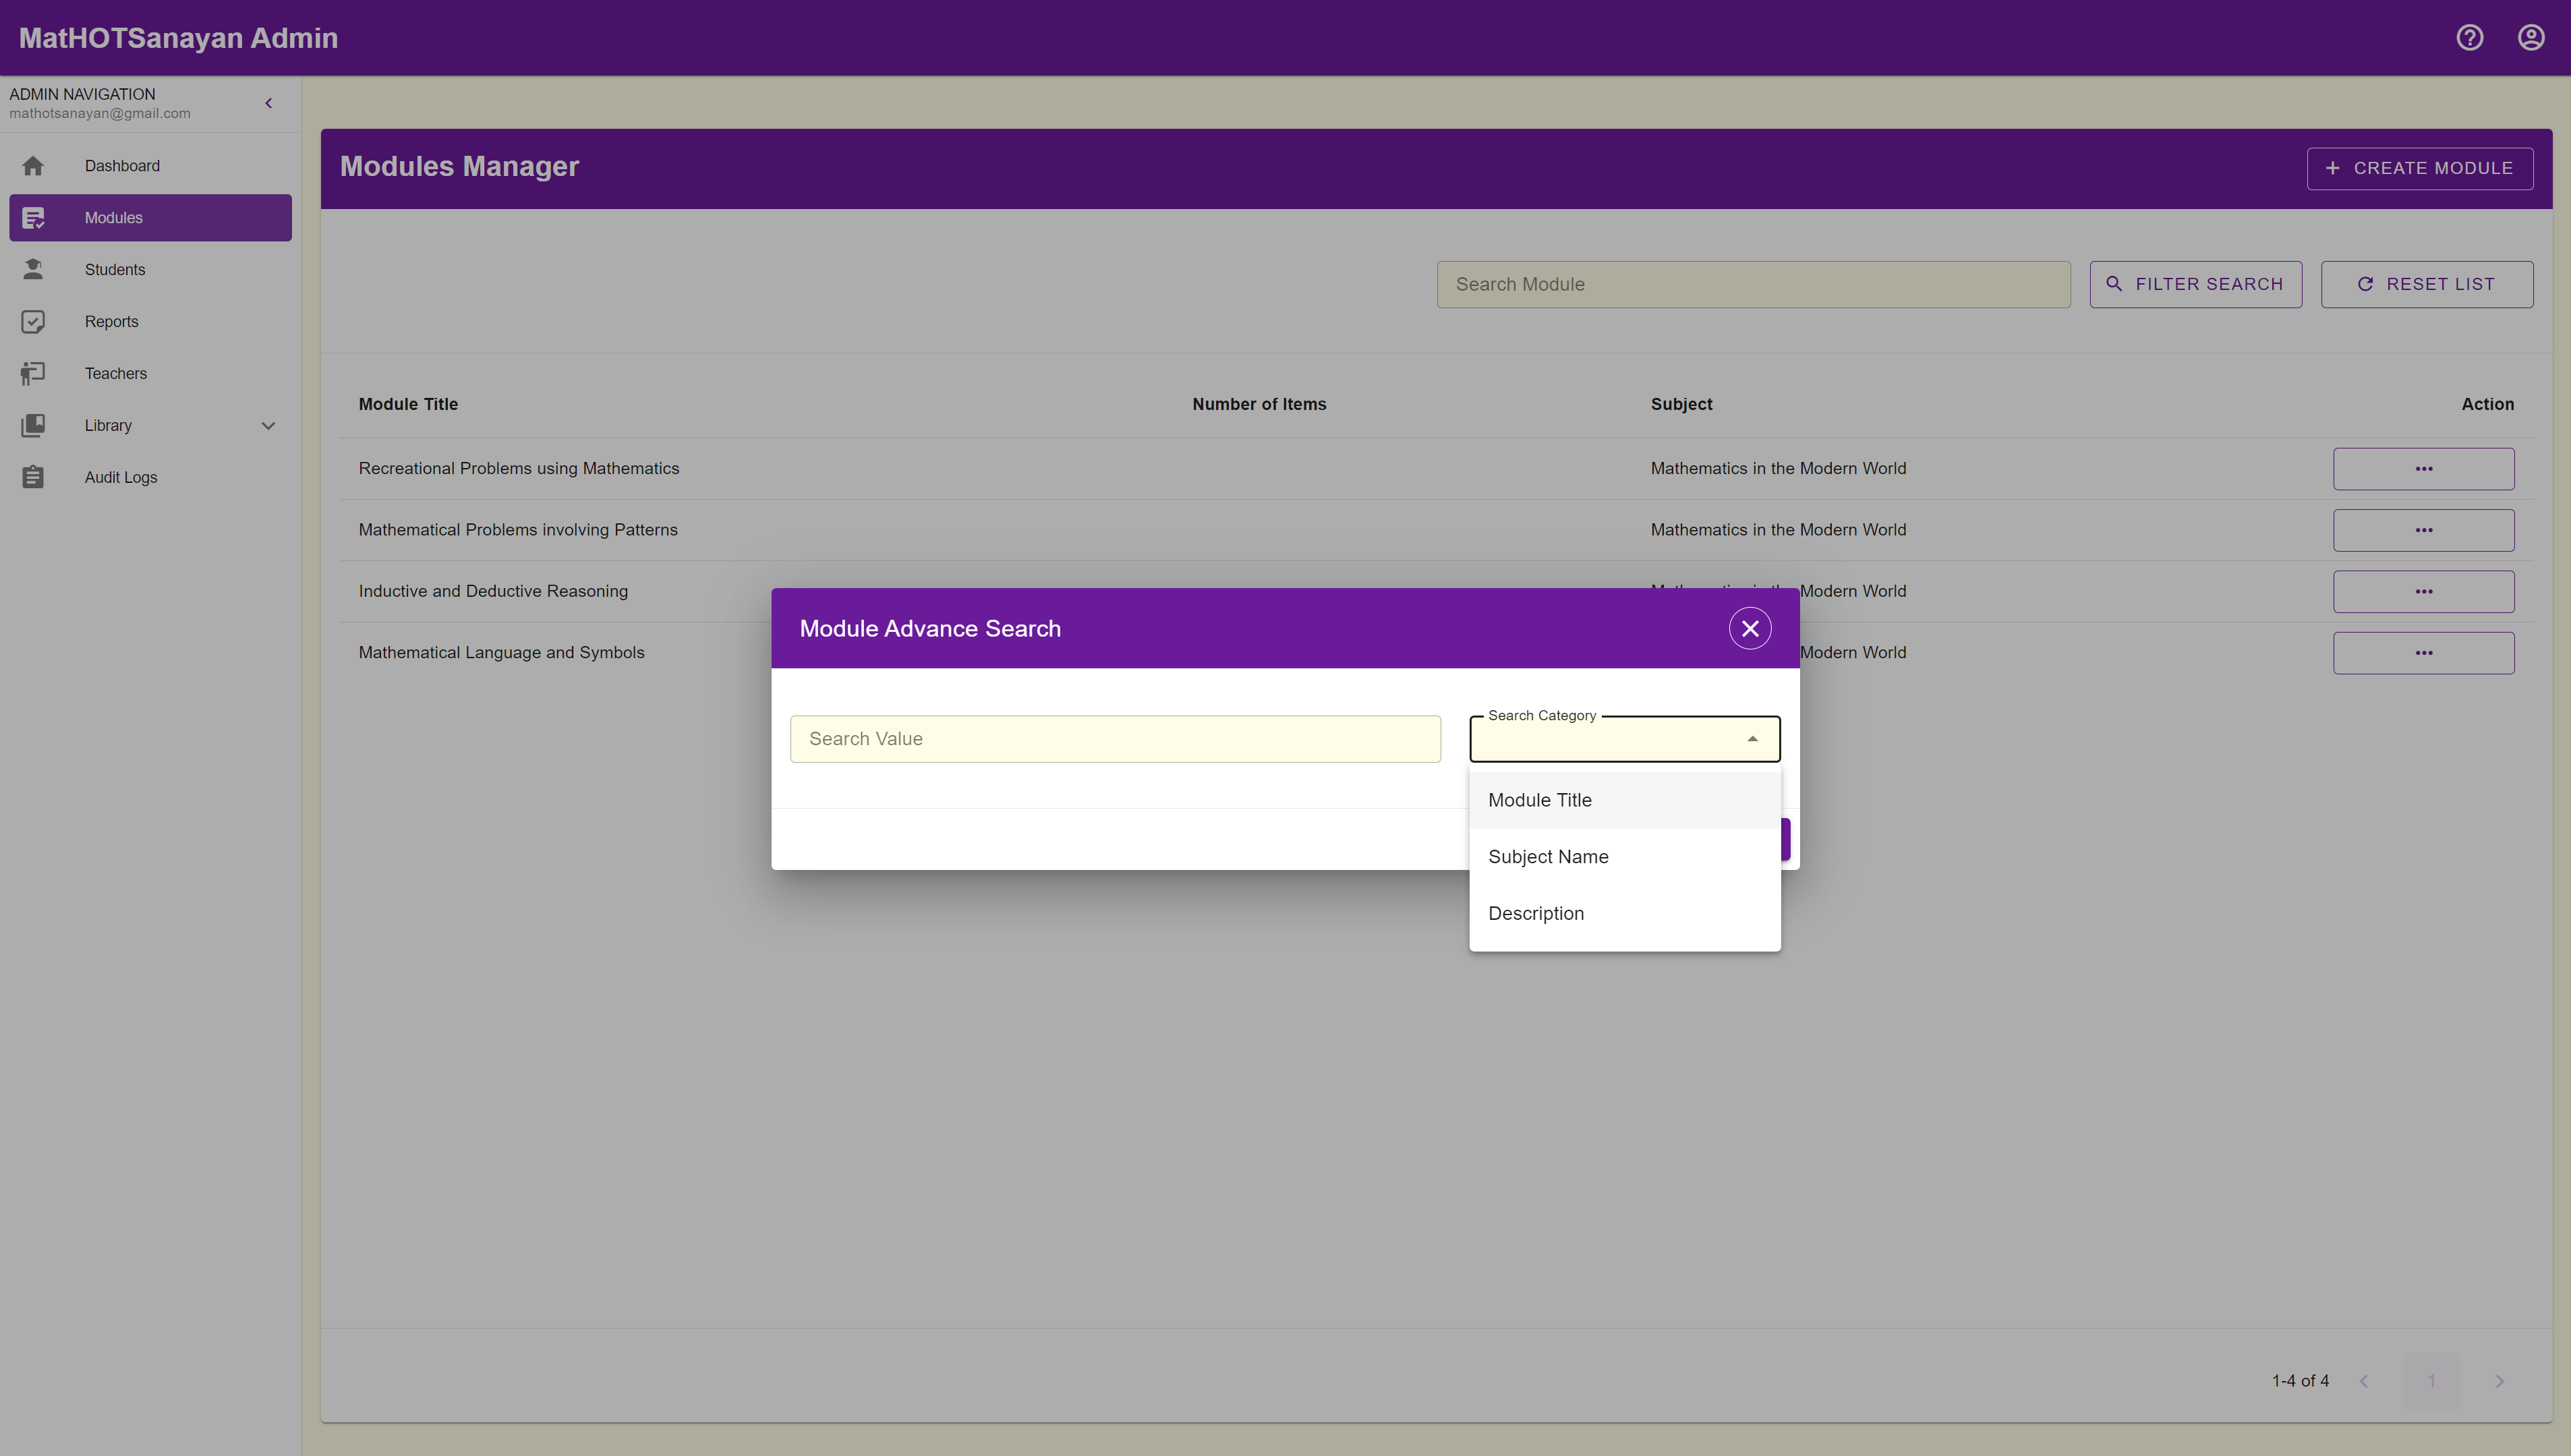 MatHOTSanayan Admin
ADMIN NAVIGATION
mathotsanayan@gmail.com
Dashboard
Modules
Students
Reports
Teachers
Library
Audit Logs
Modules Manager
CREATE MODULE
Search Module
FILTER SEARCH
RESET LIST
Module Title Number of Items Subject Action
Recreational Problems using Mathematics Mathematics in the Modern World
Mathematical Problems involving Patterns Mathematics in the Modern World
Inductive and Deductive Reasoning Modern World
Mathematical Language and Symbols Modern World
Module Advance Search
Search Value
Search Category
Module Title
Subject Name
Description
1-4 of 4
1